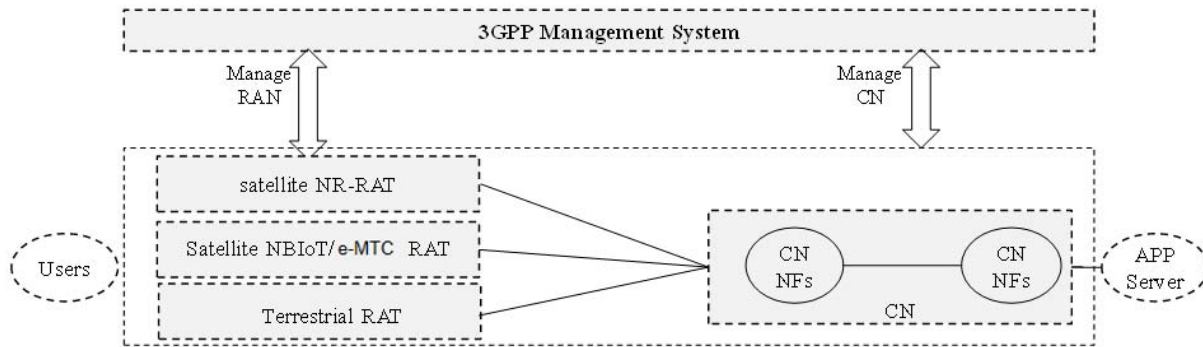 3GPP Management System
Manage
RAN
Manage
CN
satellite NR-RAT
Satellite NBIoT/e-MTC RAT
Terrestrial RAT
Users
CN
NFs
CN
NFs
CN
APP
Server